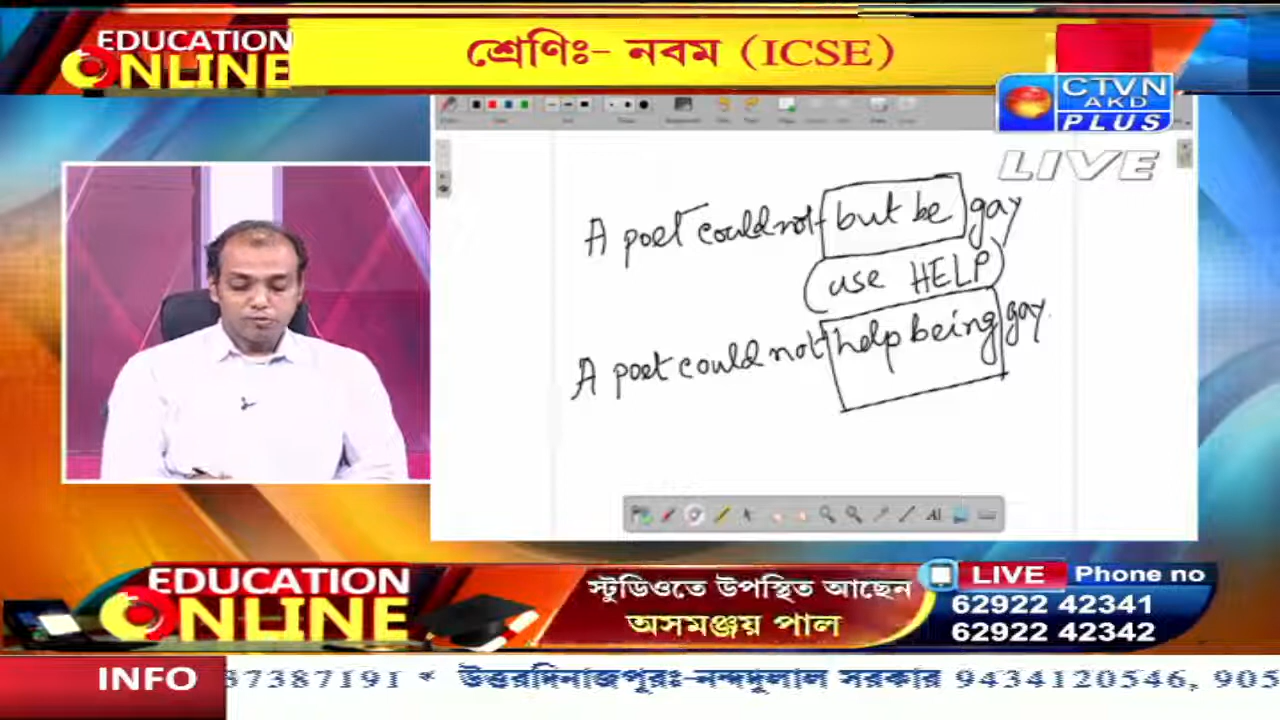 EDUCATION
ONLINE
শ্রেণিঃ- নবম (ICSE)
CTVN
AKD
PLUS
LIVE
A poet could not but be gay
use HELP
A poet could not help being gay.
EDUCATION
ONLINE
স্টুডিওতে উপস্থিত আছেন
অসমঞ্জয় পাল
LIVE Phone no
62922 42341
62922 42342
INFO 37387191 * উত্তরদিনাজপুরঃ-নন্দদুলাল সরকার 9434120546, 905